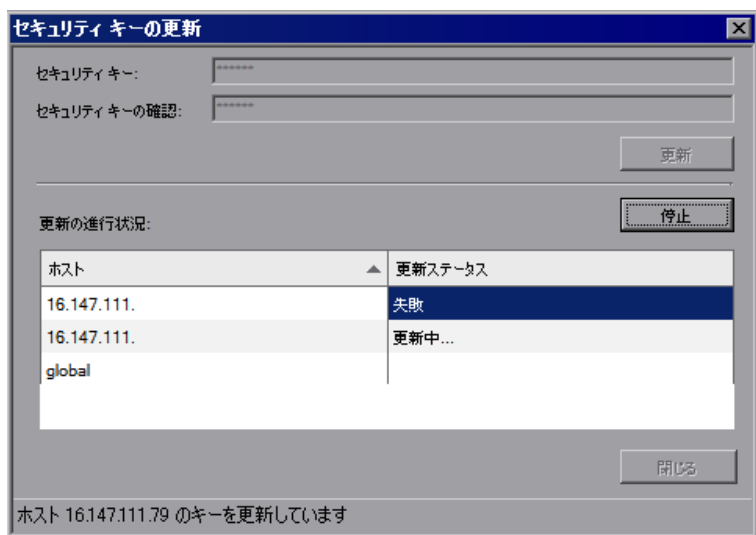 セキュリティ キーの更新
セキュリティ キー: ******
セキュリティ キーの確認: ******
更新
更新の進行状況:
停止
ホスト 更新ステータス
16.147.111. 失敗
16.147.111. 更新中...
global
閉じる
ホスト 16.147.111.79 のキーを更新しています